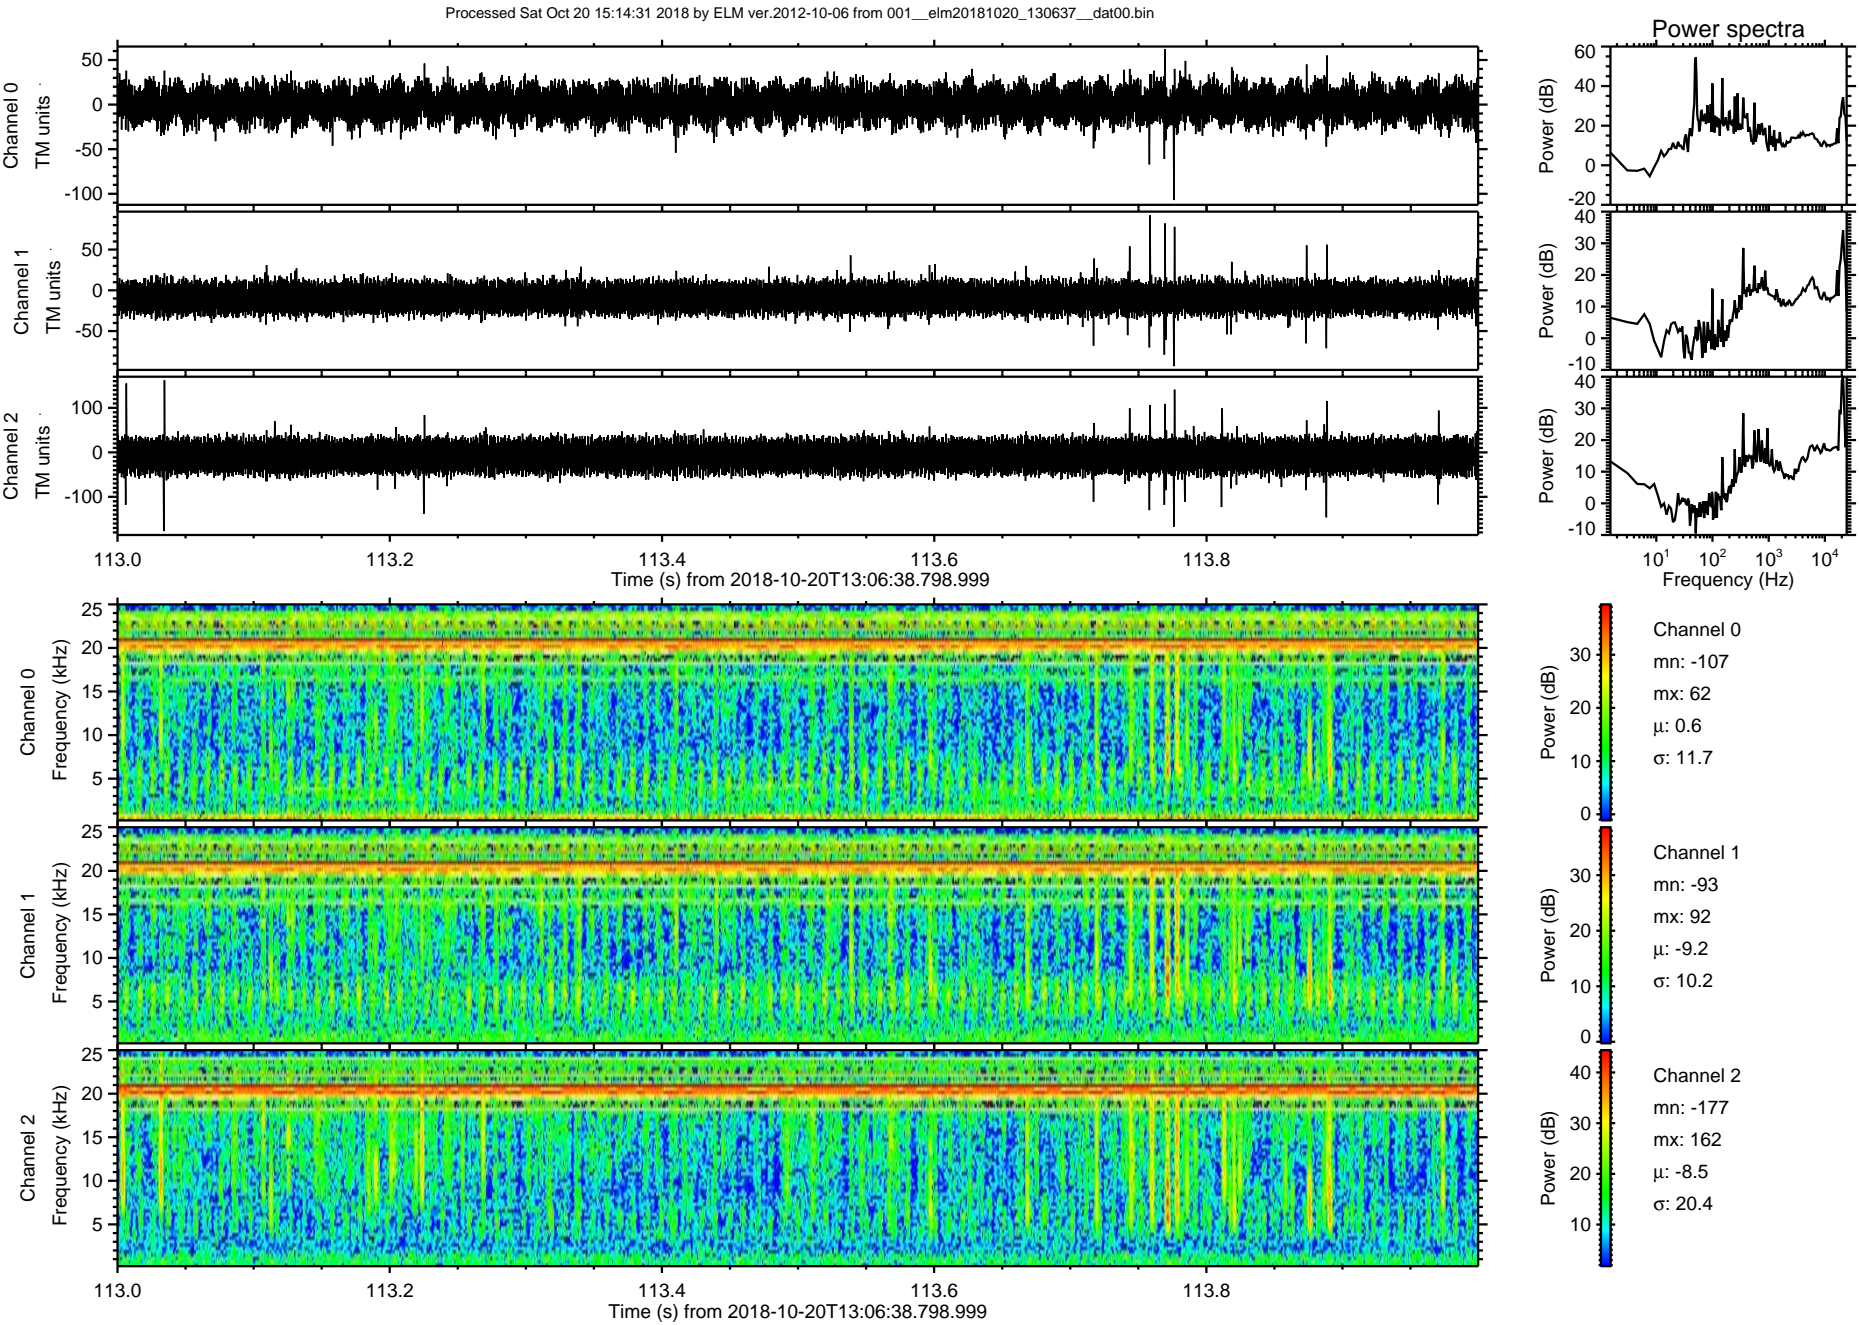 Processed Sat Oct 20 15:14:31 2018 by ELM ver.2012-10-06 from 001__elm20181020_130637__dat00.bin
Power spectra
Channel 0
TM units
50
0
-50
-100
Power (dB)
60
40
20
0
-20
Channel 1
TM units
50
0
-50
Power (dB)
40
30
20
10
0
-10
Channel 2
TM units
100
0
-100
Power (dB)
40
30
20
10
0
-10
113.0 113.2 113.4 113.6 113.8
Time (s) from 2018-10-20T13:06:38.798.999
10¹ 10² 10³ 10⁴
Frequency (Hz)
Channel 0
Frequency (kHz)
25
20
15
10
5
Power (dB)
30
20
10
0
Channel 0
mn: -107
mx: 62
μ: 0.6
σ: 11.7
Channel 1
Frequency (kHz)
25
20
15
10
5
Power (dB)
30
20
10
0
Channel 1
mn: -93
mx: 92
μ: -9.2
σ: 10.2
Channel 2
Frequency (kHz)
25
20
15
10
5
Power (dB)
40
30
20
10
Channel 2
mn: -177
mx: 162
μ: -8.5
σ: 20.4
113.0 113.2 113.4 113.6 113.8
Time (s) from 2018-10-20T13:06:38.798.999